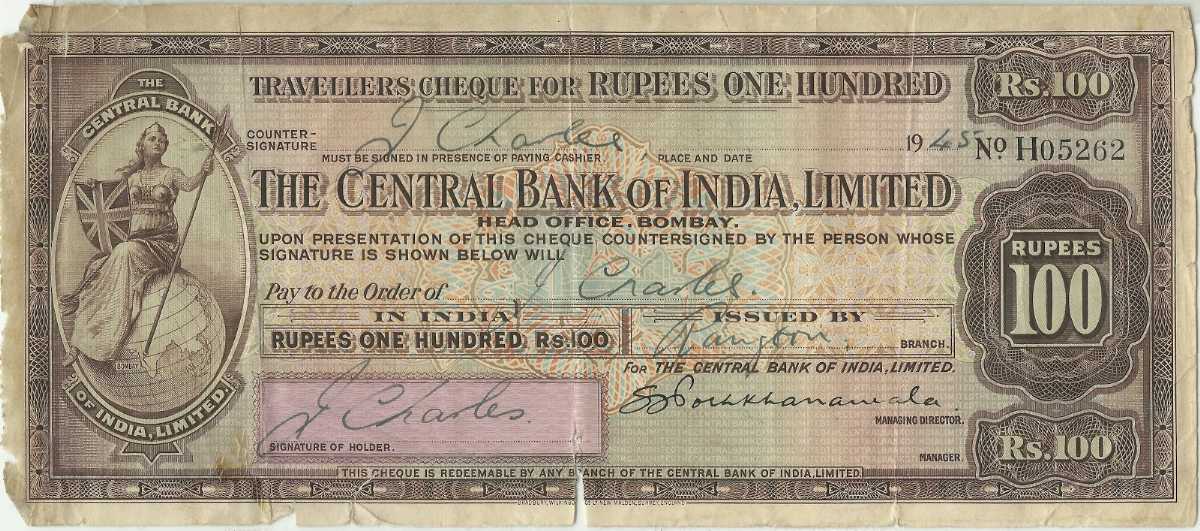 THE
CENTRAL BANK
OF INDIA, LIMITED.
TRAVELLERS CHEQUE FOR RUPEES ONE HUNDRED
Rs.100
J Charles
COUNTER-
SIGNATURE
MUST BE SIGNED IN PRESENCE OF PAYING CASHIER, PLACE AND DATE
1945 No H05262
THE CENTRAL BANK OF INDIA, LIMITED
HEAD OFFICE, BOMBAY.
UPON PRESENTATION OF THIS CHEQUE COUNTERSIGNED BY THE PERSON WHOSE
SIGNATURE IS SHOWN BELOW WILL
Pay to the Order of J Charles.
IN INDIA
RUPEES ONE HUNDRED, Rs.100
ISSUED BY
Rangoon. BRANCH.
RUPEES
100
FOR THE CENTRAL BANK OF INDIA, LIMITED.
J Charles.
SIGNATURE OF HOLDER.
MANAGING DIRECTOR.
MANAGER.
Rs.100
THIS CHEQUE IS REDEEMABLE BY ANY BRANCH OF THE CENTRAL BANK OF INDIA, LIMITED